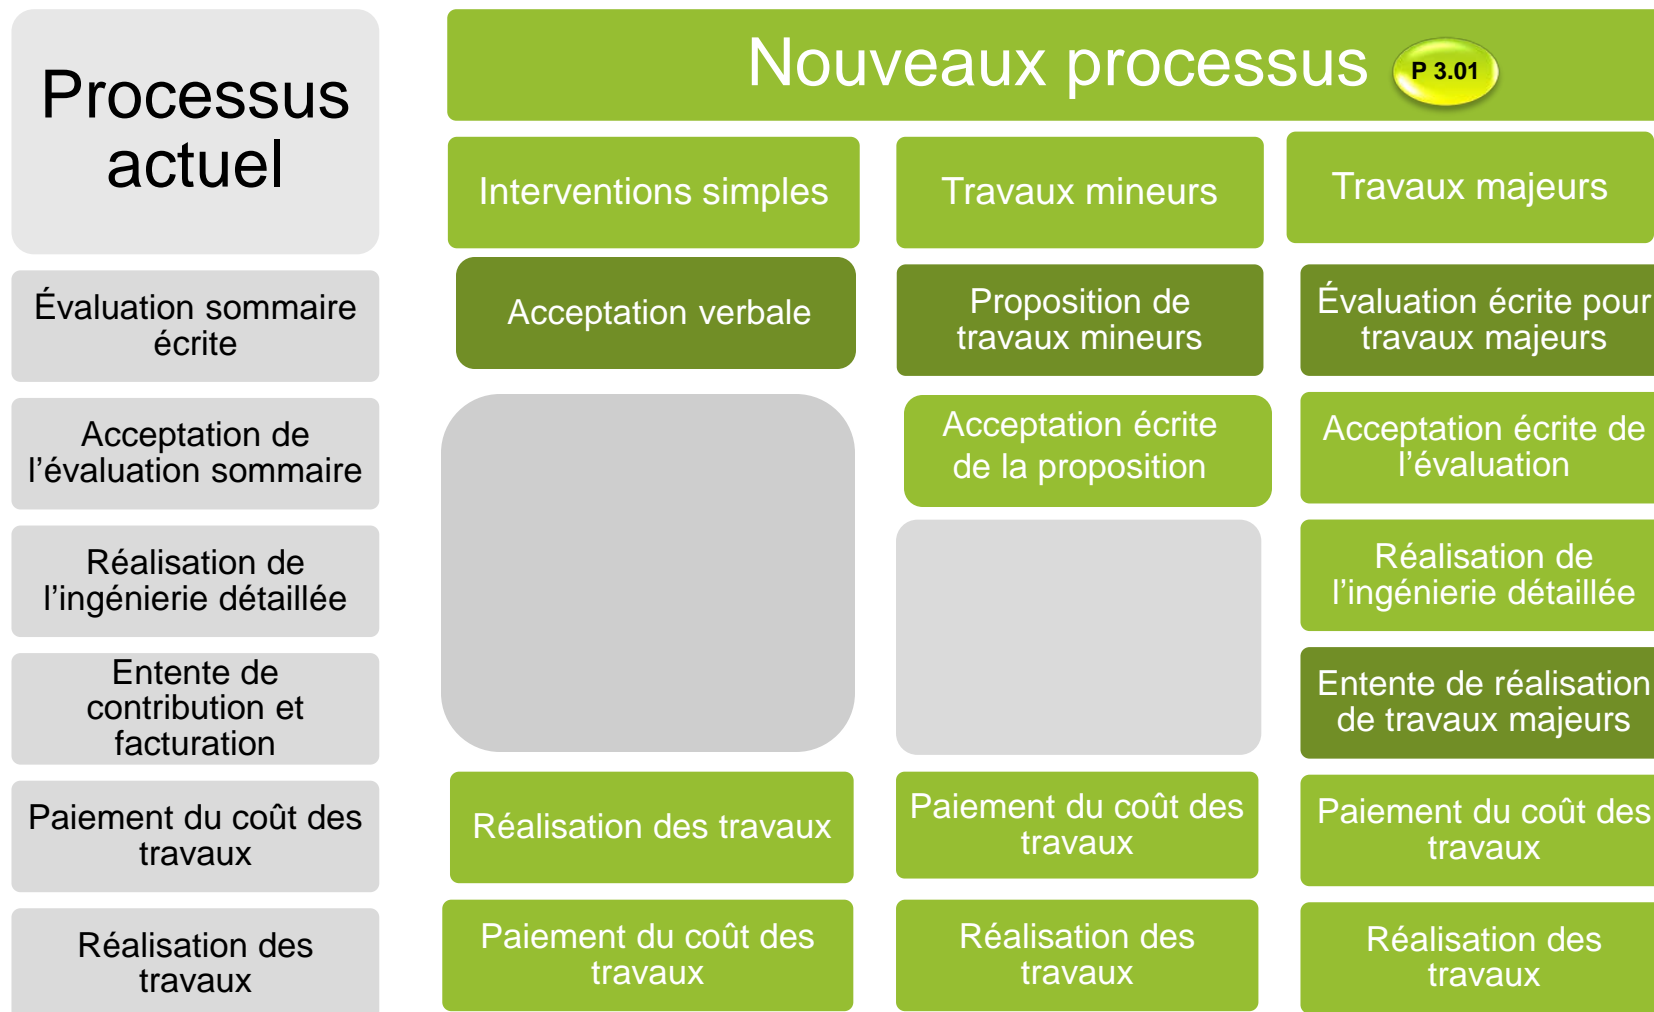 Processus
actuel
Nouveaux processus
P 3.01
Interventions simples
Travaux mineurs
Travaux majeurs
Évaluation sommaire
écrite
Acceptation verbale
Proposition de
travaux mineurs
Évaluation écrite pour
travaux majeurs
Acceptation de
l’évaluation sommaire
Acceptation écrite
de la proposition
Acceptation écrite de
l’évaluation
Réalisation de
l’ingénierie détaillée
Réalisation de
l’ingénierie détaillée
Entente de
contribution et
facturation
Entente de réalisation
de travaux majeurs
Paiement du coût des
travaux
Réalisation des travaux
Paiement du coût des
travaux
Paiement du coût des
travaux
Réalisation des
travaux
Paiement du coût des
travaux
Réalisation des
travaux
Réalisation des
travaux